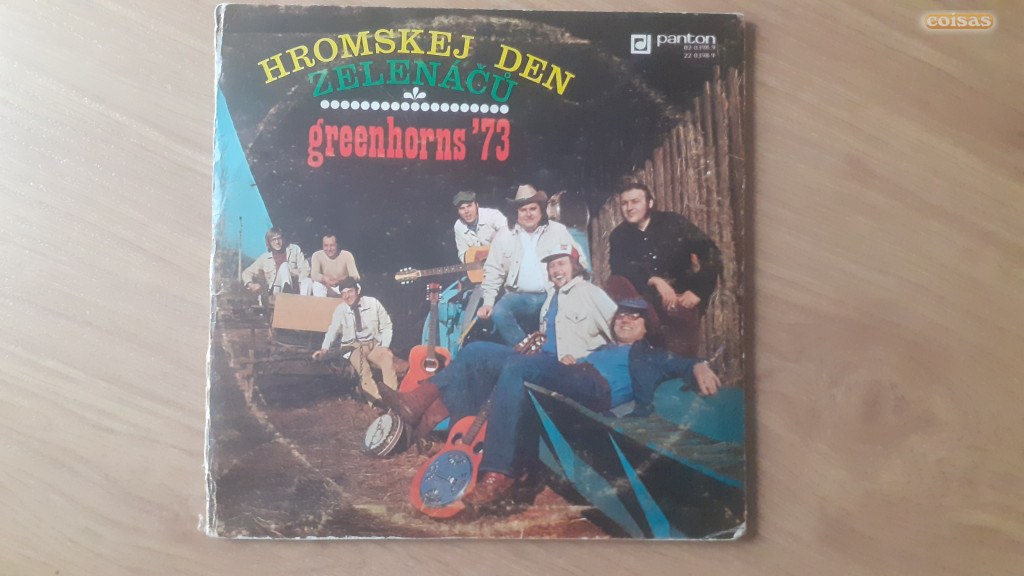 HROMSKEJ DEN
ZELENÁČŮ
greenhorns '73
panton
coisas